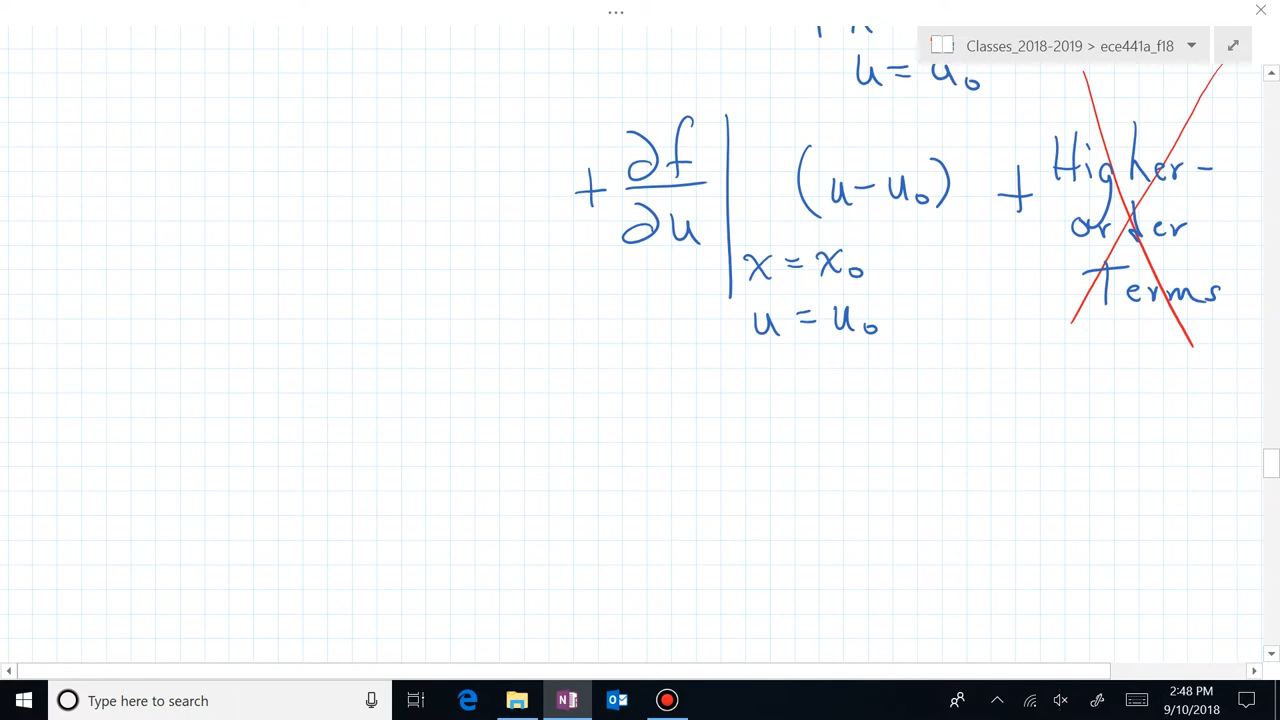 Classes_2018-2019 > ece441a_f18
u = u₀
+ ∂f/∂u | (u - u₀) + Higher-
order
Terms
x = x₀
u = u₀
Type here to search
2:48 PM
9/10/2018